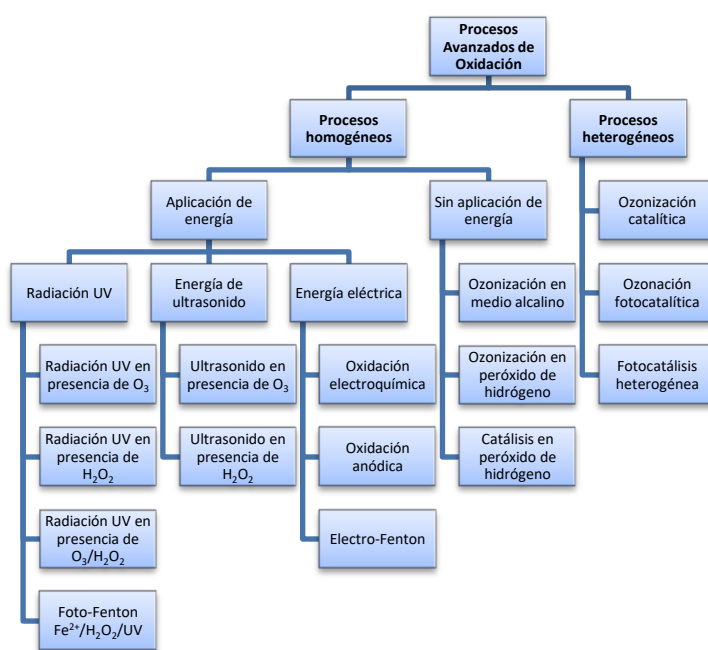 Procesos
Avanzados de
Oxidación
Procesos
homogéneos
Procesos
heterogéneos
Aplicación de
energía
Sin aplicación de
energía
Ozonización
catalítica
Radiación UV
Energía de
ultrasonido
Energía eléctrica
Ozonización en
medio alcalino
Ozonación
fotocatalítica
Radiación UV en
presencia de O₃
Ultrasonido en
presencia de O₃
Oxidación
electroquímica
Ozonización en
peróxido de
hidrógeno
Fotocatálisis
heterogénea
Radiación UV en
presencia de
H₂O₂
Ultrasonido en
presencia de
H₂O₂
Oxidación
anódica
Catálisis en
peróxido de
hidrógeno
Radiación UV en
presencia de
O₃/H₂O₂
Electro-Fenton
Foto-Fenton
Fe²⁺/H₂O₂/UV